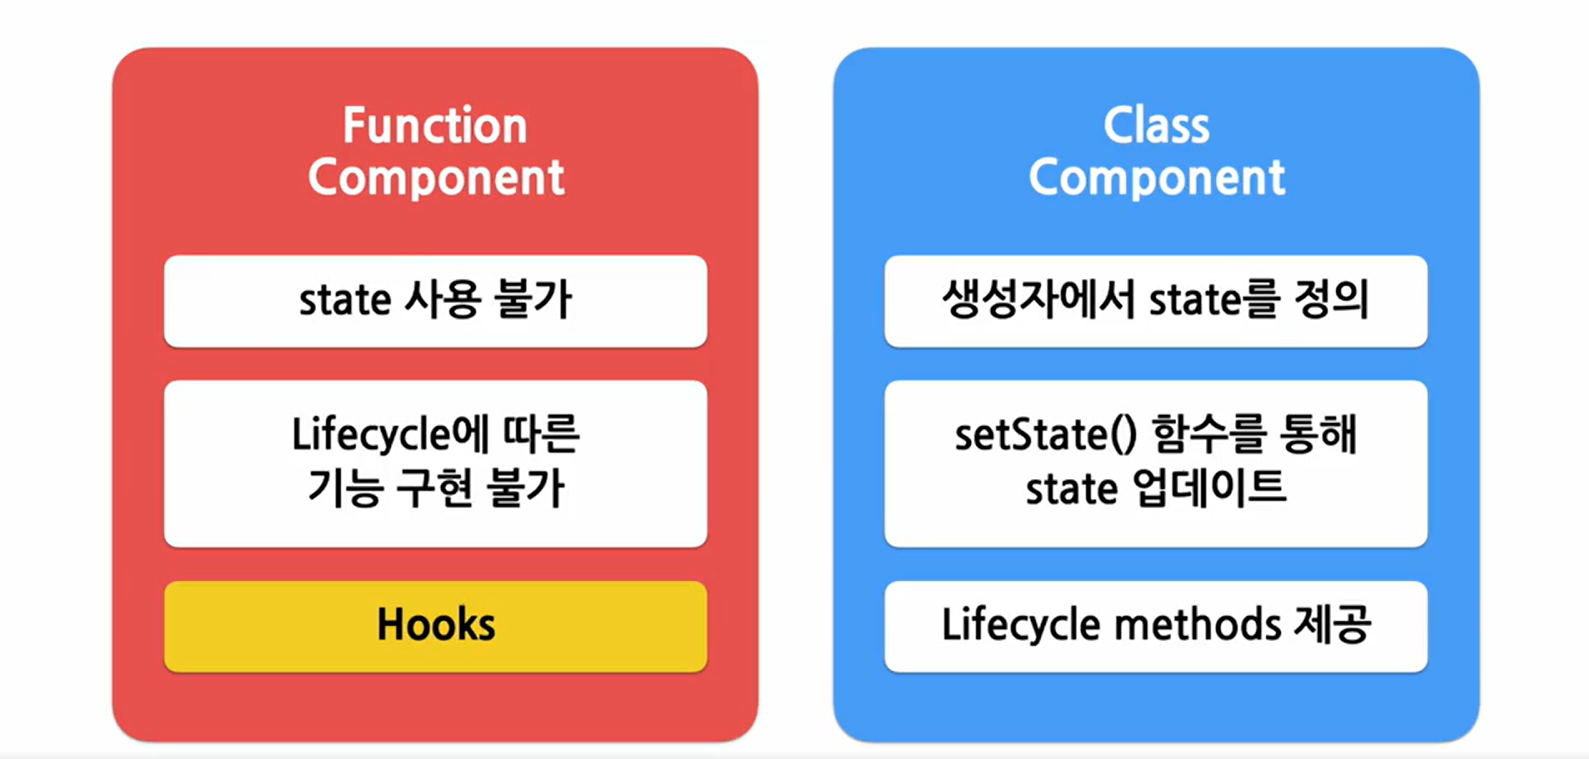 Function
Component
state 사용 불가
Lifecycle에 따른
기능 구현 불가
Hooks
Class
Component
생성자에서 state를 정의
setState() 함수를 통해
state 업데이트
Lifecycle methods 제공